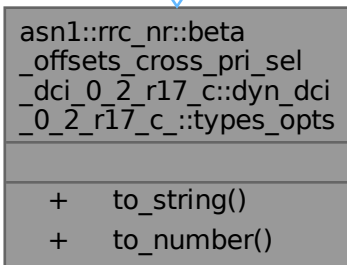 asn1::rrc_nr::beta
_offsets_cross_pri_sel
_dci_0_2_r17_c::dyn_dci
_0_2_r17_c_::types_opts
+ to_string()
+ to_number()